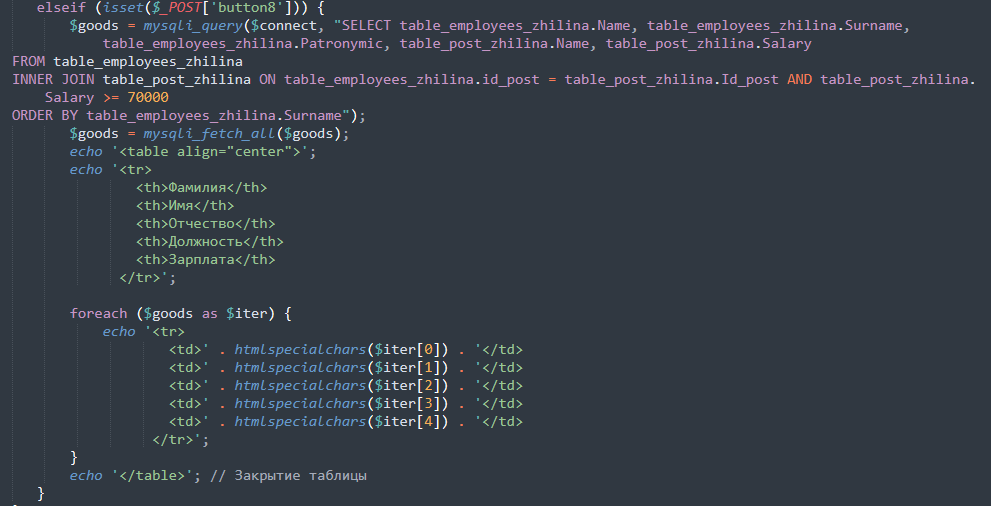 elseif (isset($_POST['button8'])) {
$goods = mysqli_query($connect, "SELECT table_employees_zhilina.Name, table_employees_zhilina.Surname,
table_employees_zhilina.Patronymic, table_post_zhilina.Name, table_post_zhilina.Salary
FROM table_employees_zhilina
INNER JOIN table_post_zhilina ON table_employees_zhilina.id_post = table_post_zhilina.Id_post AND table_post_zhilina.
Salary >= 70000
ORDER BY table_employees_zhilina.Surname");
$goods = mysqli_fetch_all($goods);
echo '<table align="center">';
echo '<tr>
<th>Фамилия</th>
<th>Имя</th>
<th>Отчество</th>
<th>Должность</th>
<th>Зарплата</th>
</tr>';
foreach ($goods as $iter) {
echo '<tr>
<td>' . htmlspecialchars($iter[0]) . '</td>
<td>' . htmlspecialchars($iter[1]) . '</td>
<td>' . htmlspecialchars($iter[2]) . '</td>
<td>' . htmlspecialchars($iter[3]) . '</td>
<td>' . htmlspecialchars($iter[4]) . '</td>
</tr>';
}
echo '</table>'; // Закрытие таблицы
}